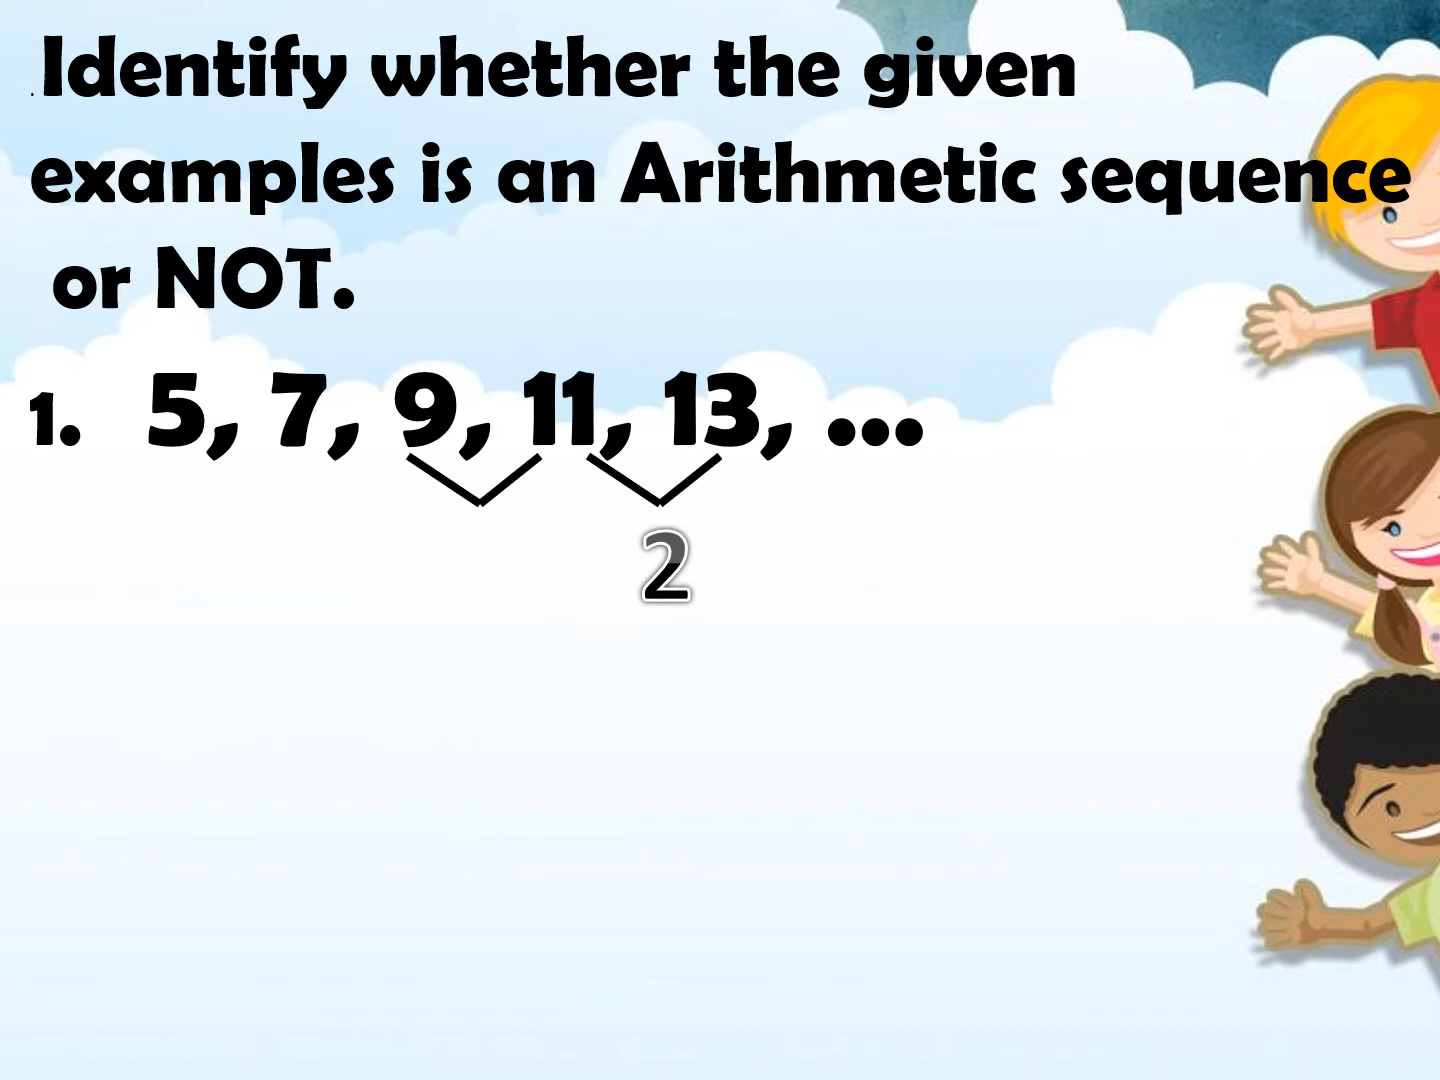 . Identify whether the given
examples is an Arithmetic sequence
or NOT.
1. 5, 7, 9, 11, 13, ...
2